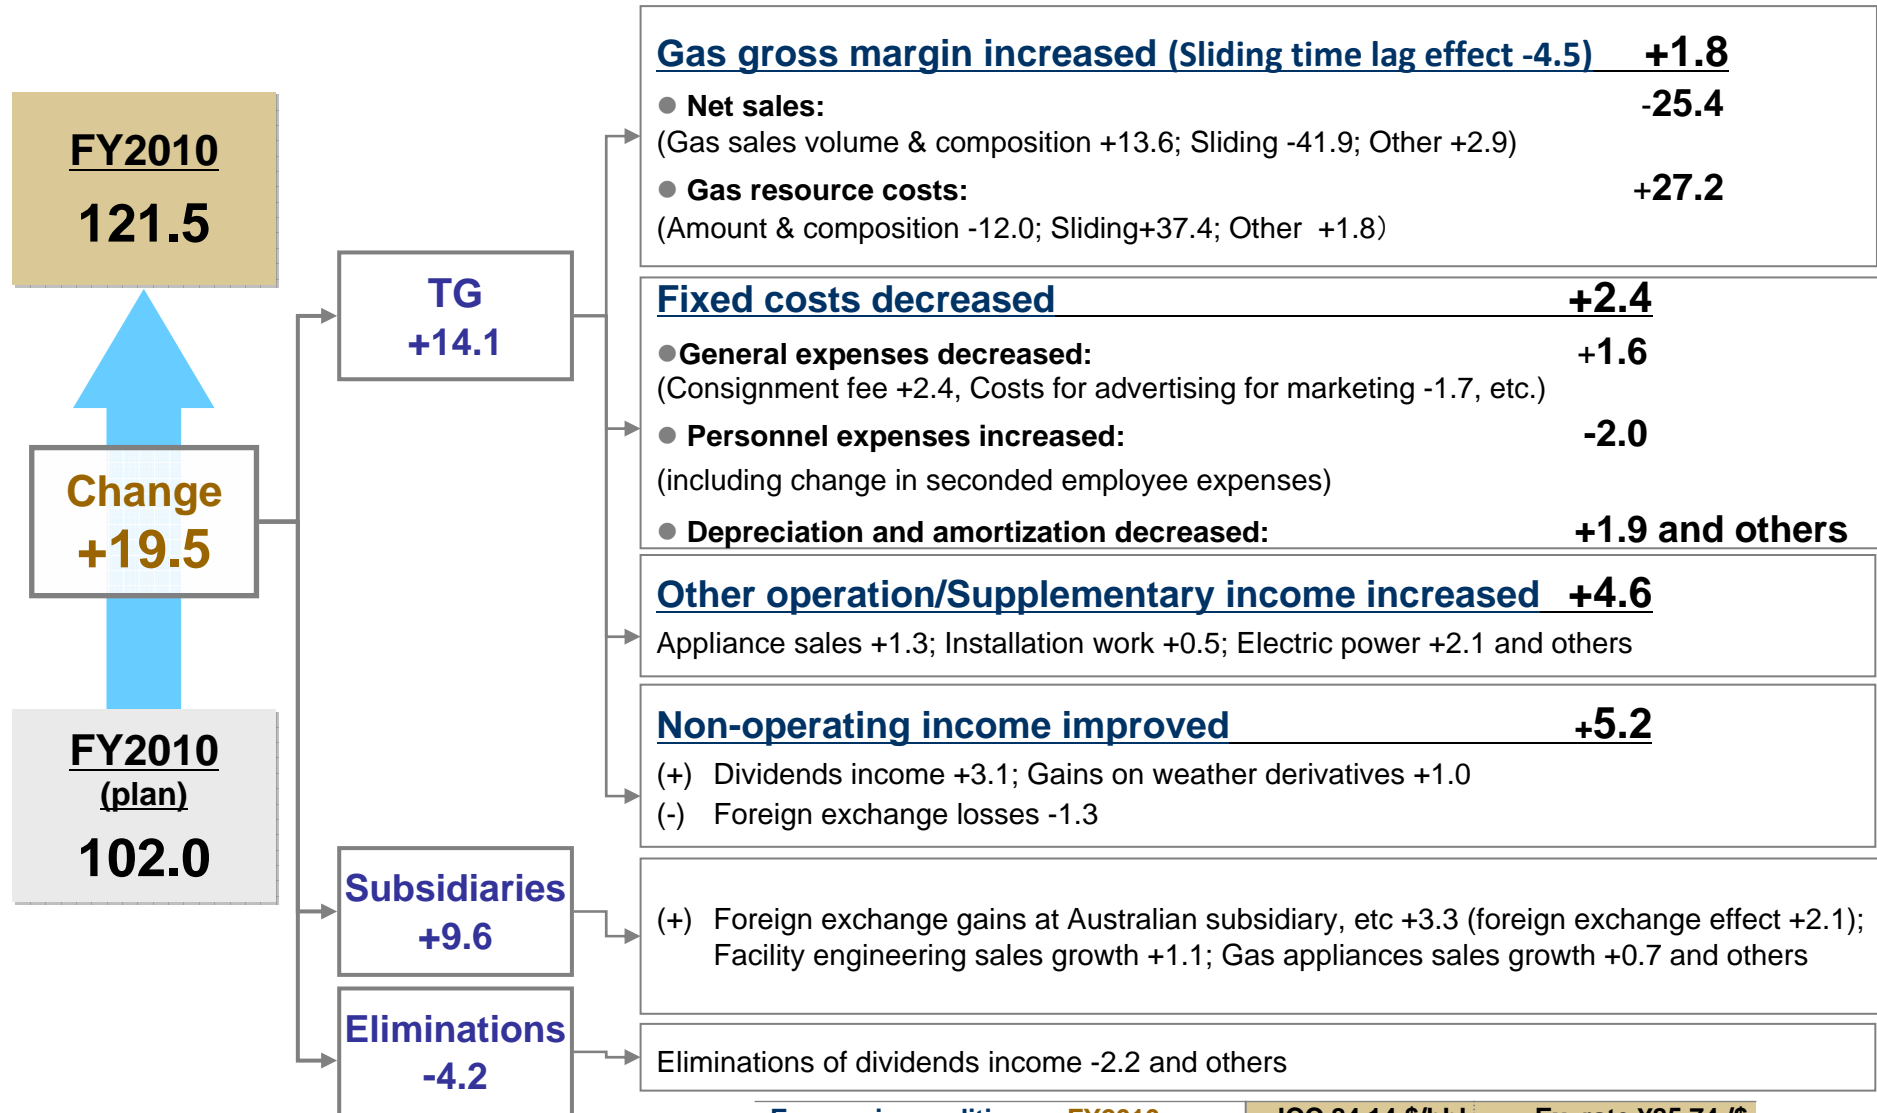 Gas gross margin increased (Sliding time lag effect -4.5) +1.8
● Net sales: -25.4
(Gas sales volume & composition +13.6; Sliding -41.9; Other +2.9)
● Gas resource costs: +27.2
(Amount & composition -12.0; Sliding+37.4; Other +1.8）
FY2010
121.5
TG
+14.1
Fixed costs decreased +2.4
●General expenses decreased: +1.6
(Consignment fee +2.4, Costs for advertising for marketing -1.7, etc.)
● Personnel expenses increased: -2.0
(including change in seconded employee expenses)
● Depreciation and amortization decreased: +1.9 and others
Change
+19.5
Other operation/Supplementary income increased +4.6
Appliance sales +1.3; Installation work +0.5; Electric power +2.1 and others
Non-operating income improved +5.2
(+) Dividends income +3.1; Gains on weather derivatives +1.0
(-) Foreign exchange losses -1.3
FY2010
(plan)
102.0
Subsidiaries
+9.6
(+) Foreign exchange gains at Australian subsidiary, etc +3.3 (foreign exchange effect +2.1);
Facility engineering sales growth +1.1; Gas appliances sales growth +0.7 and others
Eliminations
-4.2
Eliminations of dividends income -2.2 and others